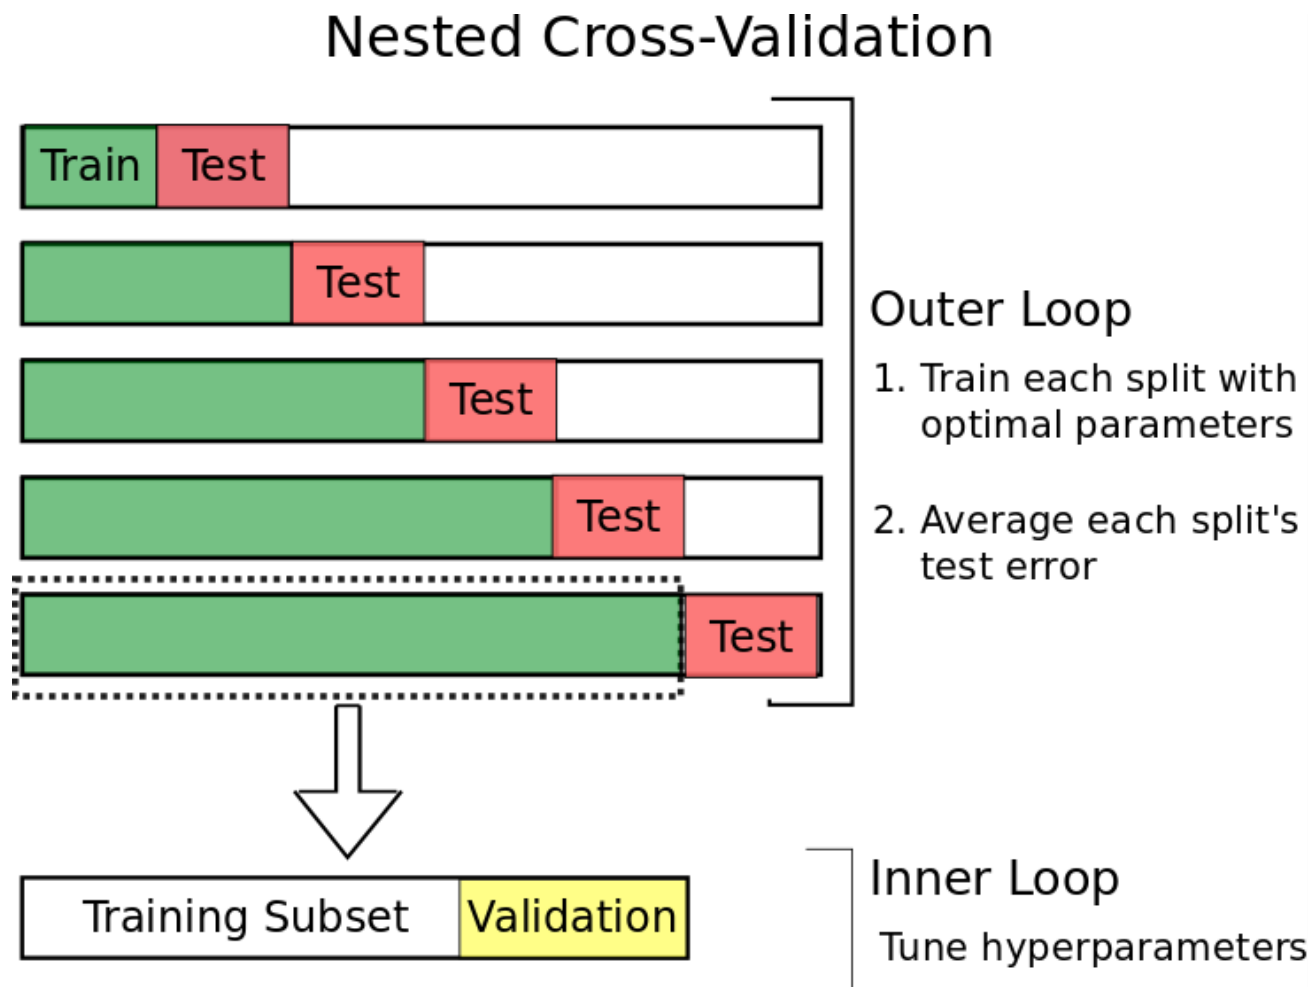 Nested Cross-Validation
Train Test
Test
Test
Test
Test
Outer Loop
1. Train each split with
optimal parameters
2. Average each split's
test error
Training Subset Validation
Inner Loop
Tune hyperparameters